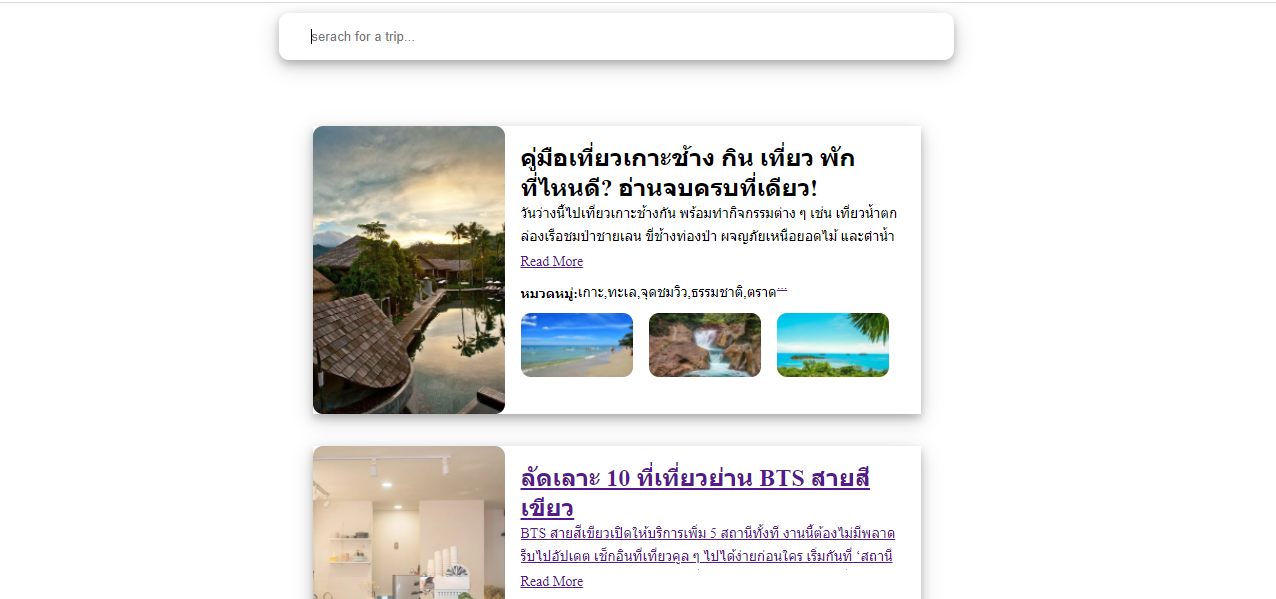 serach for a trip...
คู่มือเที่ยวเกาะช้าง กิน เที่ยว พัก
ที่ไหนดี? อ่านจบครบที่เดียว!
วันว่างนี้ไปเที่ยวเกาะช้างกัน พร้อมทำกิจกรรมต่าง ๆ เช่น เที่ยวน้ำตก
ล่องเรือชมป่าชายเลน ขี่ช้างท่องป่า ผจญภัยเหนือยอดไม้ และดำน้ำ
Read More
หมวดหมู่:เกาะ,ทะเล,จุดชมวิว,ธรรมชาติ,ตราด...
ลัดเลาะ 10 ที่เที่ยวย่าน BTS สายสี
เขียว
BTS สายสีเขียวเปิดให้บริการเพิ่ม 5 สถานีทั้งที งานนี้ต้องไม่มีพลาด
รีบไปอัปเดต เช็กอินที่เที่ยวคูล ๆ ไปได้ง่ายก่อนใคร เริ่มกันที่ ‘สถานี
Read More